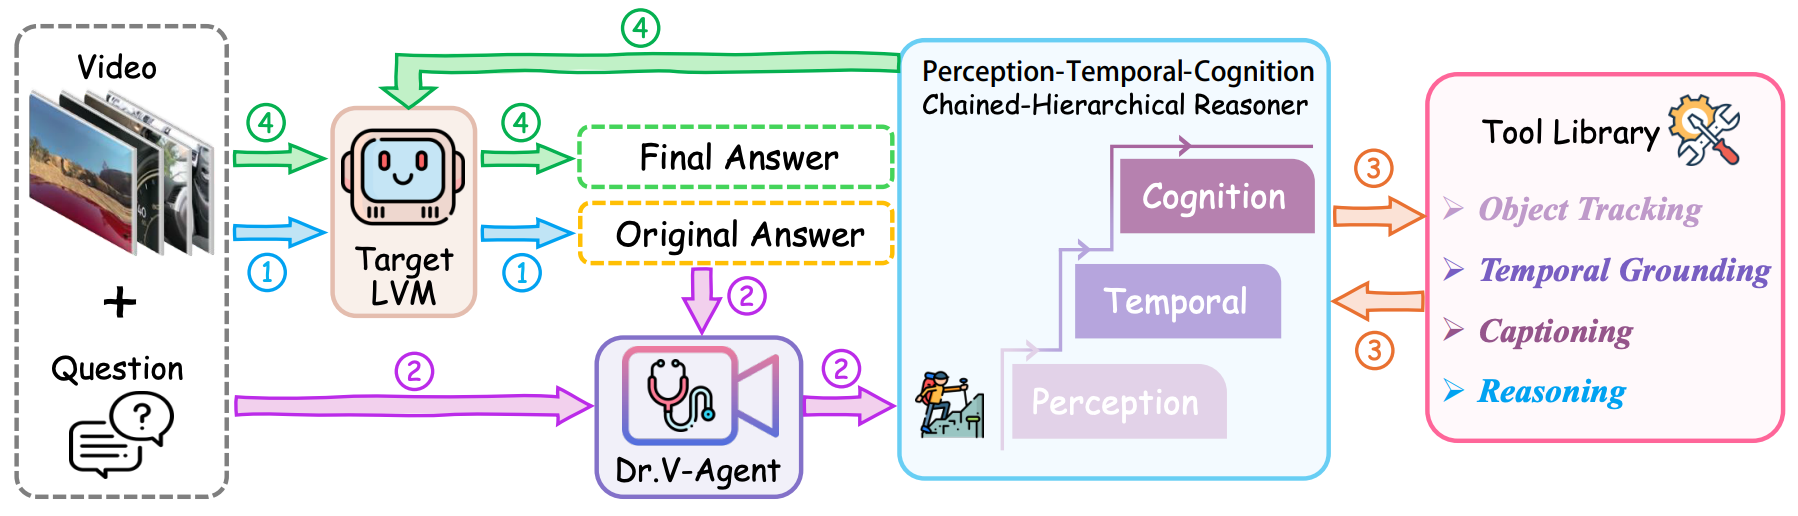 Video
+
Question
?
4
1
2
Target
LVM
4
4
1
Final Answer
Original Answer
2
Dr.V-Agent
2
Perception-Temporal-Cognition
Chained-Hierarchical Reasoner
Cognition
Temporal
Perception
3
3
Tool Library
Object Tracking
Temporal Grounding
Captioning
Reasoning